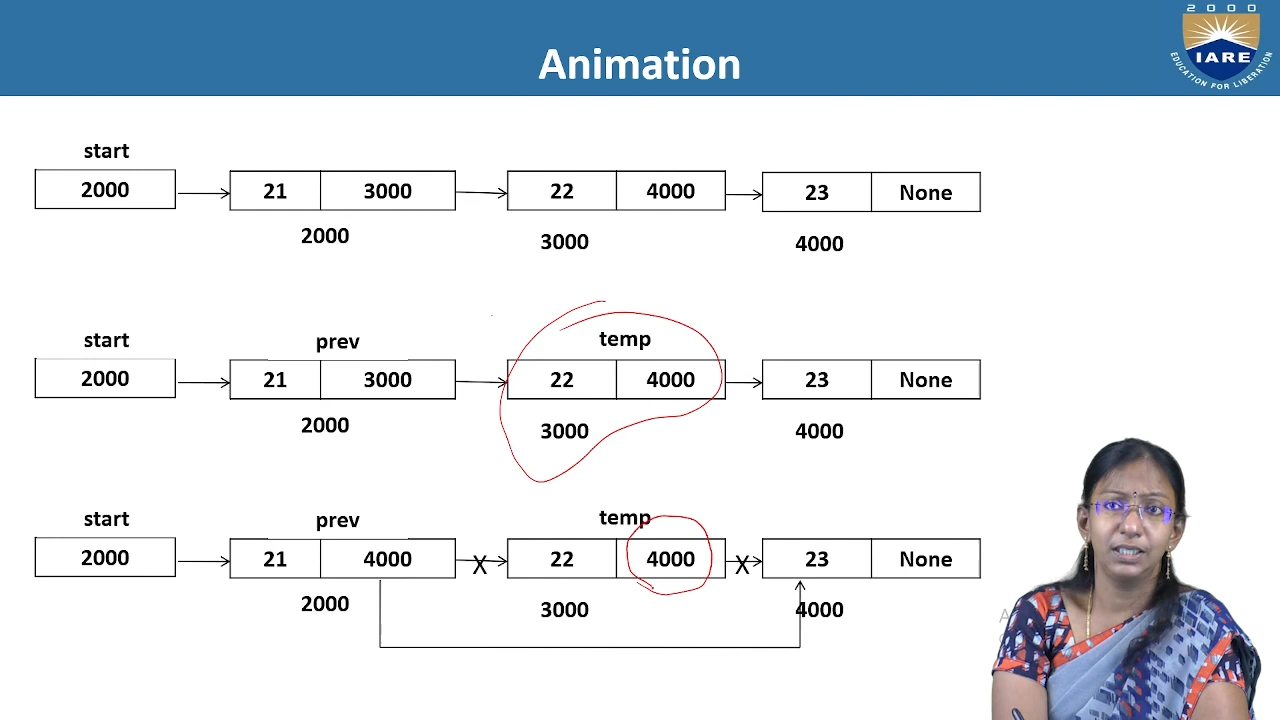 2000
IARE
EDUCATION FOR LIBERATION
Animation
start
2000 21 3000 22 4000 23 None
2000 3000 4000
start prev temp
2000 21 3000 22 4000 23 None
2000 3000 4000
start prev temp
2000 21 4000 X 22 4000 X 23 None
2000 3000 4000